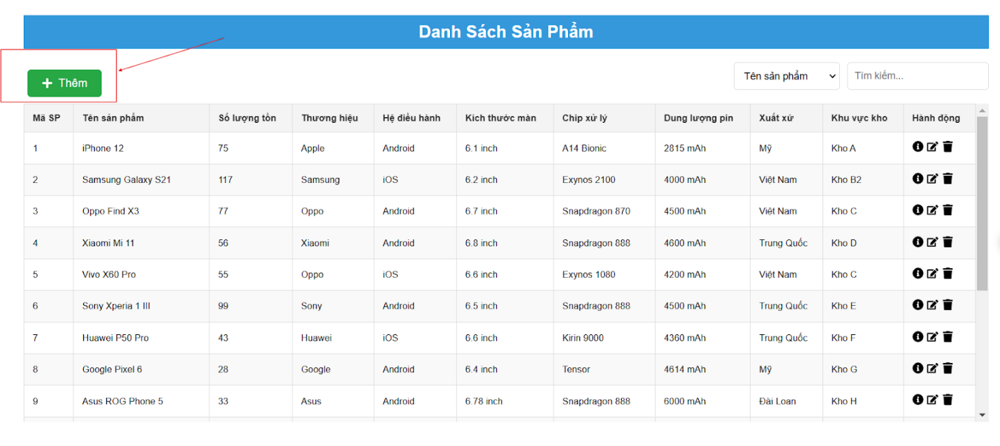 Danh Sách Sản Phẩm
+ Thêm
Tên sản phẩm Tìm kiếm...
Mã SP Tên sản phẩm Số lượng tồn Thương hiệu Hệ điều hành Kích thước màn Chip xử lý Dung lượng pin Xuất xứ Khu vực kho Hành động
1 iPhone 12 75 Apple Android 6.1 inch A14 Bionic 2815 mAh Mỹ Kho A
2 Samsung Galaxy S21 117 Samsung iOS 6.2 inch Exynos 2100 4000 mAh Việt Nam Kho B2
3 Oppo Find X3 77 Oppo Android 6.7 inch Snapdragon 870 4500 mAh Việt Nam Kho C
4 Xiaomi Mi 11 56 Xiaomi Android 6.8 inch Snapdragon 888 4600 mAh Trung Quốc Kho D
5 Vivo X60 Pro 55 Oppo iOS 6.6 inch Exynos 1080 4200 mAh Việt Nam Kho C
6 Sony Xperia 1 III 99 Sony Android 6.5 inch Snapdragon 888 4500 mAh Trung Quốc Kho E
7 Huawei P50 Pro 43 Huawei iOS 6.6 inch Kirin 9000 4360 mAh Trung Quốc Kho F
8 Google Pixel 6 28 Google Android 6.4 inch Tensor 4614 mAh Mỹ Kho G
9 Asus ROG Phone 5 33 Asus Android 6.78 inch Snapdragon 888 6000 mAh Đài Loan Kho H